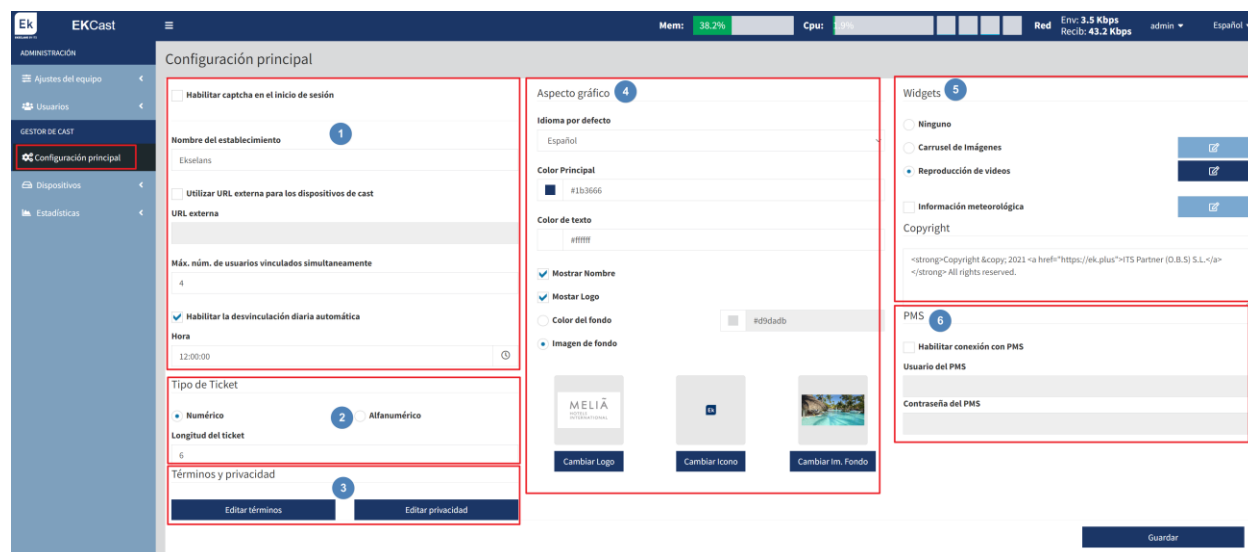 Ek
EKCast
Mem: 38.2%
Cpu: 1.9%
Red
Env: 3.5 Kbps
Recib: 43.2 Kbps
admin
Español
ADMINISTRACIÓN
Ajustes del equipo
Usuarios
GESTOR DE CAST
Configuración principal
Dispositivos
Estadísticas
Configuración principal
Habilitar captcha en el inicio de sesión
1
Nombre del establecimiento
Ekselans
Utilizar URL externa para los dispositivos de cast
URL externa
Máx. núm. de usuarios vinculados simultaneamente
4
Habilitar la desvinculación diaria automática
Hora
12:00:00
Tipo de Ticket
Numérico
2
Alfanumérico
Longitud del ticket
6
Términos y privacidad
3
Editar términos
Editar privacidad
Aspecto gráfico
4
Idioma por defecto
Español
Color Principal
#1b3666
Color de texto
#ffffff
Mostrar Nombre
Mostar Logo
Color del fondo
#d9dadb
Imagen de fondo
MELIÃ
HOTELS
INTERNATIONAL
Ek
Cambiar Logo
Cambiar Icono
Cambiar Im. Fondo
Widgets
5
Ninguno
Carrusel de Imágenes
Reproducción de videos
Información meteorológica
Copyright
<strong>Copyright &copy; 2021 <a href="https://ek.plus">ITS Partner (O.B.S) S.L.</a>
</strong> All rights reserved.
PMS
6
Habilitar conexión con PMS
Usuario del PMS
Contraseña del PMS
Guardar